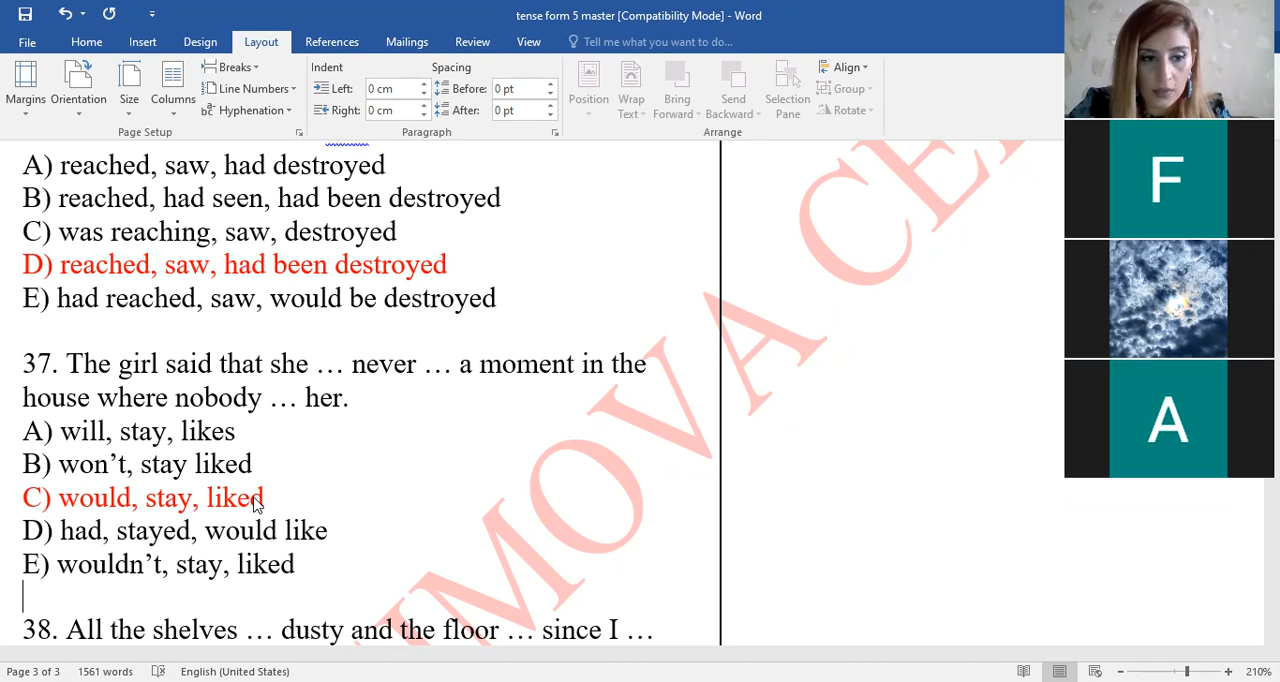 tense form 5 master [Compatibility Mode] - Word
File Home Insert Design Layout References Mailings Review View Tell me what you want to do...
Margins Orientation Size Columns
Breaks
Line Numbers
Hyphenation
Page Setup
Indent Spacing
Left: 0 cm Before: 0 pt
Right: 0 cm After: 0 pt
Paragraph
Position Wrap Text Bring Forward Send Backward Selection Pane
Align
Group
Rotate
Arrange
A) reached, saw, had destroyed
B) reached, had seen, had been destroyed
C) was reaching, saw, destroyed
D) reached, saw, had been destroyed
E) had reached, saw, would be destroyed
37. The girl said that she … never … a moment in the
house where nobody … her.
A) will, stay, likes
B) won’t, stay liked
C) would, stay, liked
D) had, stayed, would like
E) wouldn’t, stay, liked
38. All the shelves … dusty and the floor … since I …
IMOVA CE
F
A
Page 3 of 3 1561 words English (United States) 210%